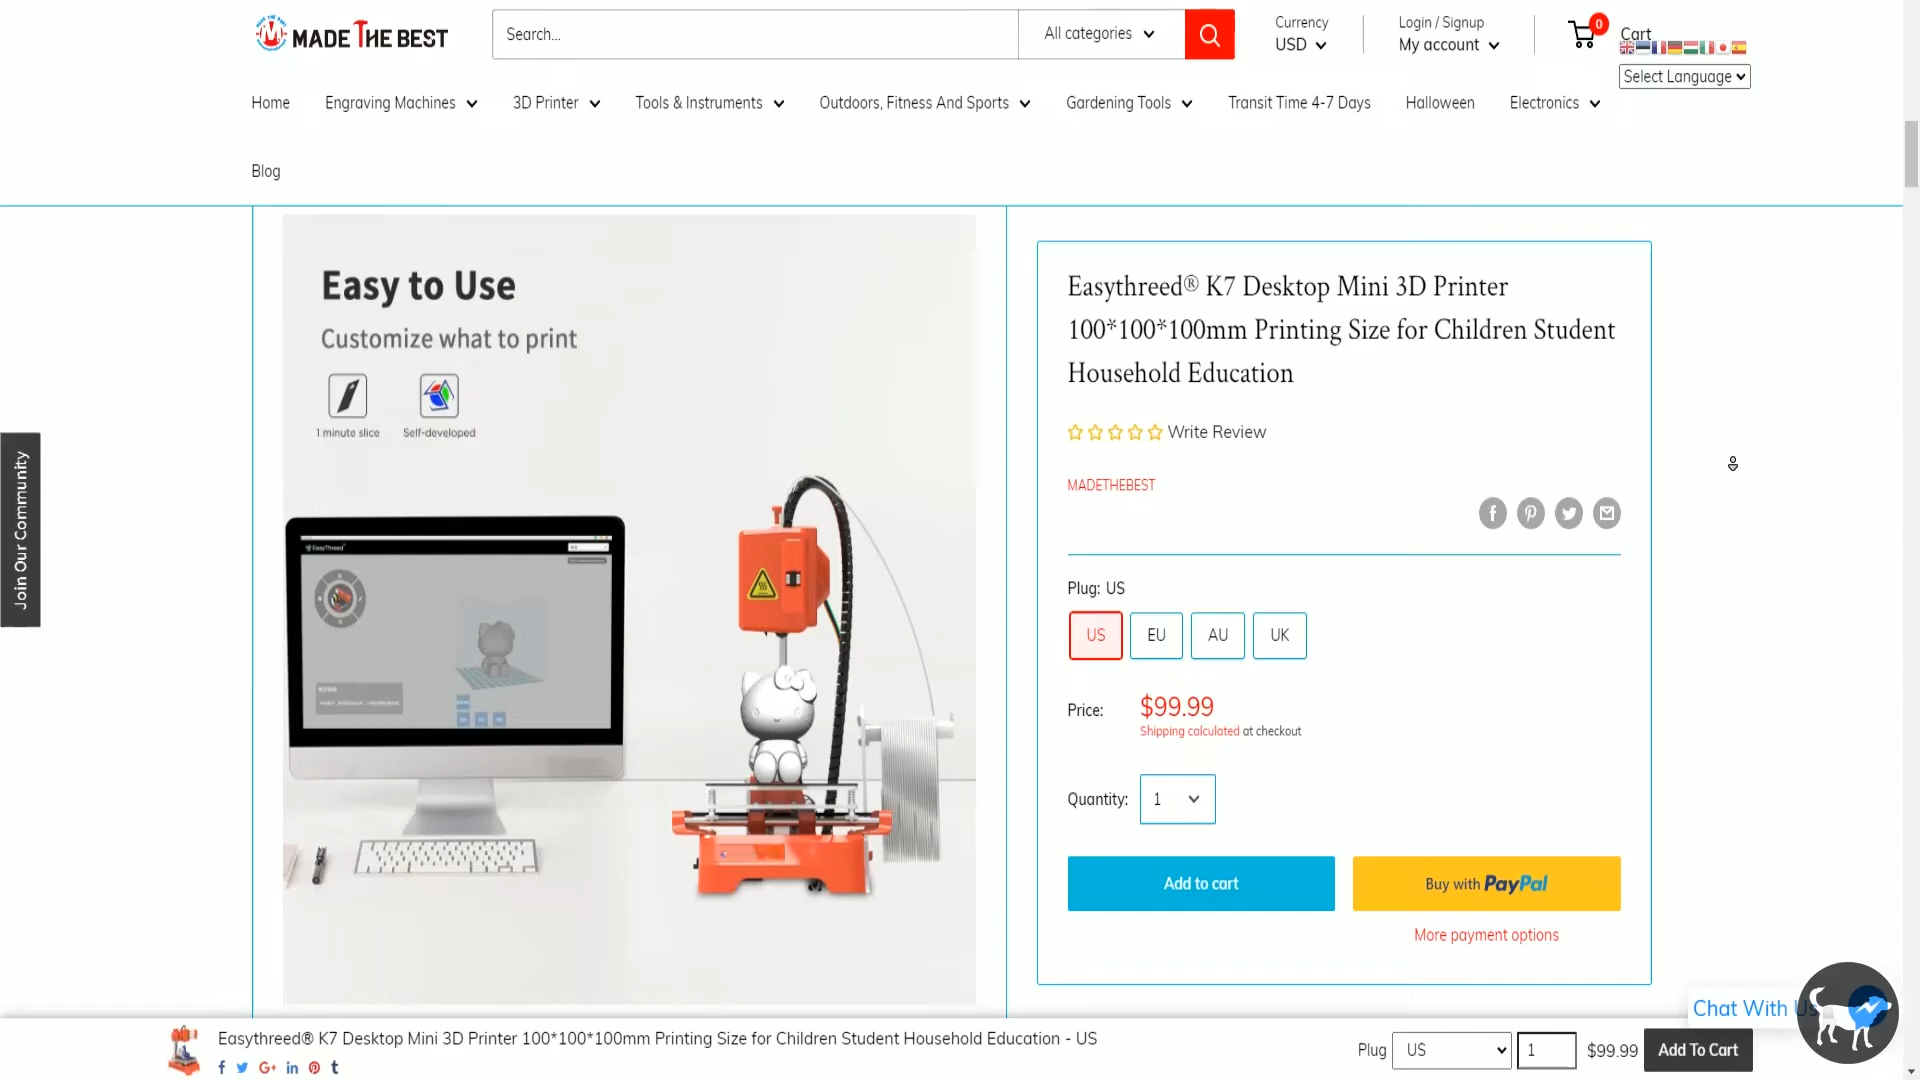 MADE THE BEST
Search...
All categories
Currency
USD
Login / Signup
My account
0
Cart
Select Language
Home
Engraving Machines
3D Printer
Tools & Instruments
Outdoors, Fitness And Sports
Gardening Tools
Transit Time 4-7 Days
Halloween
Electronics
Blog
Easy to Use
Customize what to print
1 minute slice
Self-developed
EasyThreed
Join Our Community
Easythreed® K7 Desktop Mini 3D Printer
100*100*100mm Printing Size for Children Student
Household Education
Write Review
MADETHEBEST
Plug: US
US
EU
AU
UK
Price:
$99.99
Shipping calculated at checkout
Quantity:
1
Add to cart
Buy with PayPal
More payment options
Chat With Us
Easythreed® K7 Desktop Mini 3D Printer 100*100*100mm Printing Size for Children Student Household Education - US
Plug
US
1
$99.99
Add To Cart